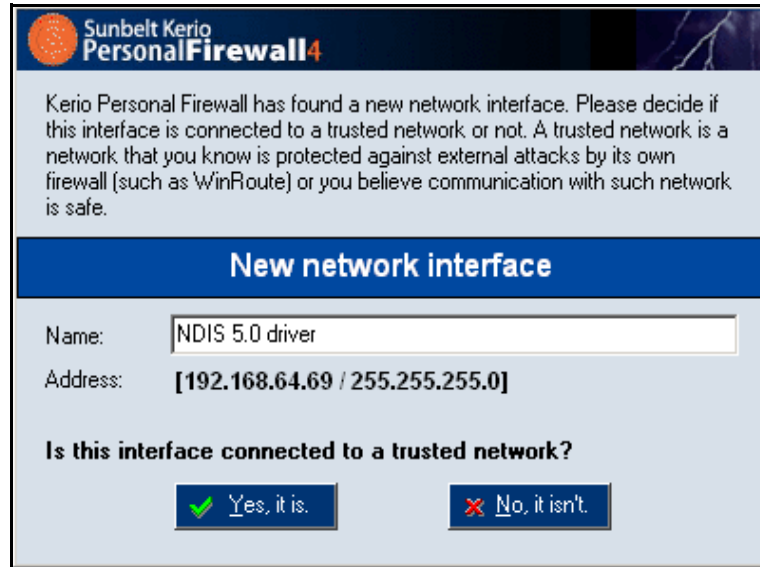 Sunbelt Kerio
PersonalFirewall4
Kerio Personal Firewall has found a new network interface. Please decide if
this interface is connected to a trusted network or not. A trusted network is a
network that you know is protected against external attacks by its own
firewall (such as WinRoute) or you believe communication with such network
is safe.
New network interface
Name: NDIS 5.0 driver
Address: [192.168.64.69 / 255.255.255.0]
Is this interface connected to a trusted network?
Yes, it is. No, it isn't.